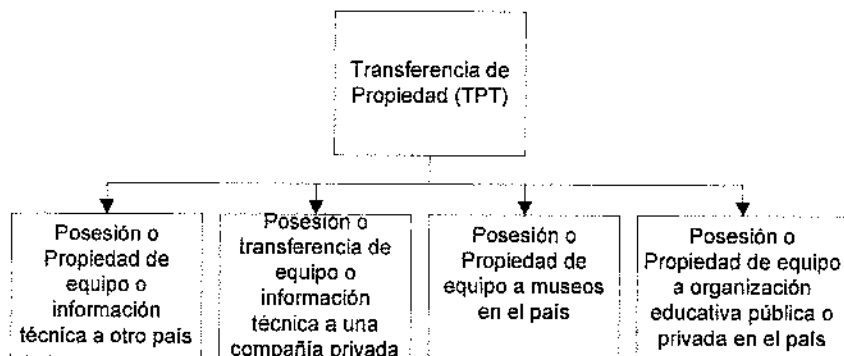 Transferencia de
Propiedad (TPT)
Posesión o
Propiedad de
equipo o
información
técnica a otro país
Posesión o
transferencia de
equipo o
información
técnica a una
compañía privada
Posesión o
Propiedad de
equipo a museos
en el país
Posesión o
Propiedad de equipo
a organización
educativa pública o
privada en el país